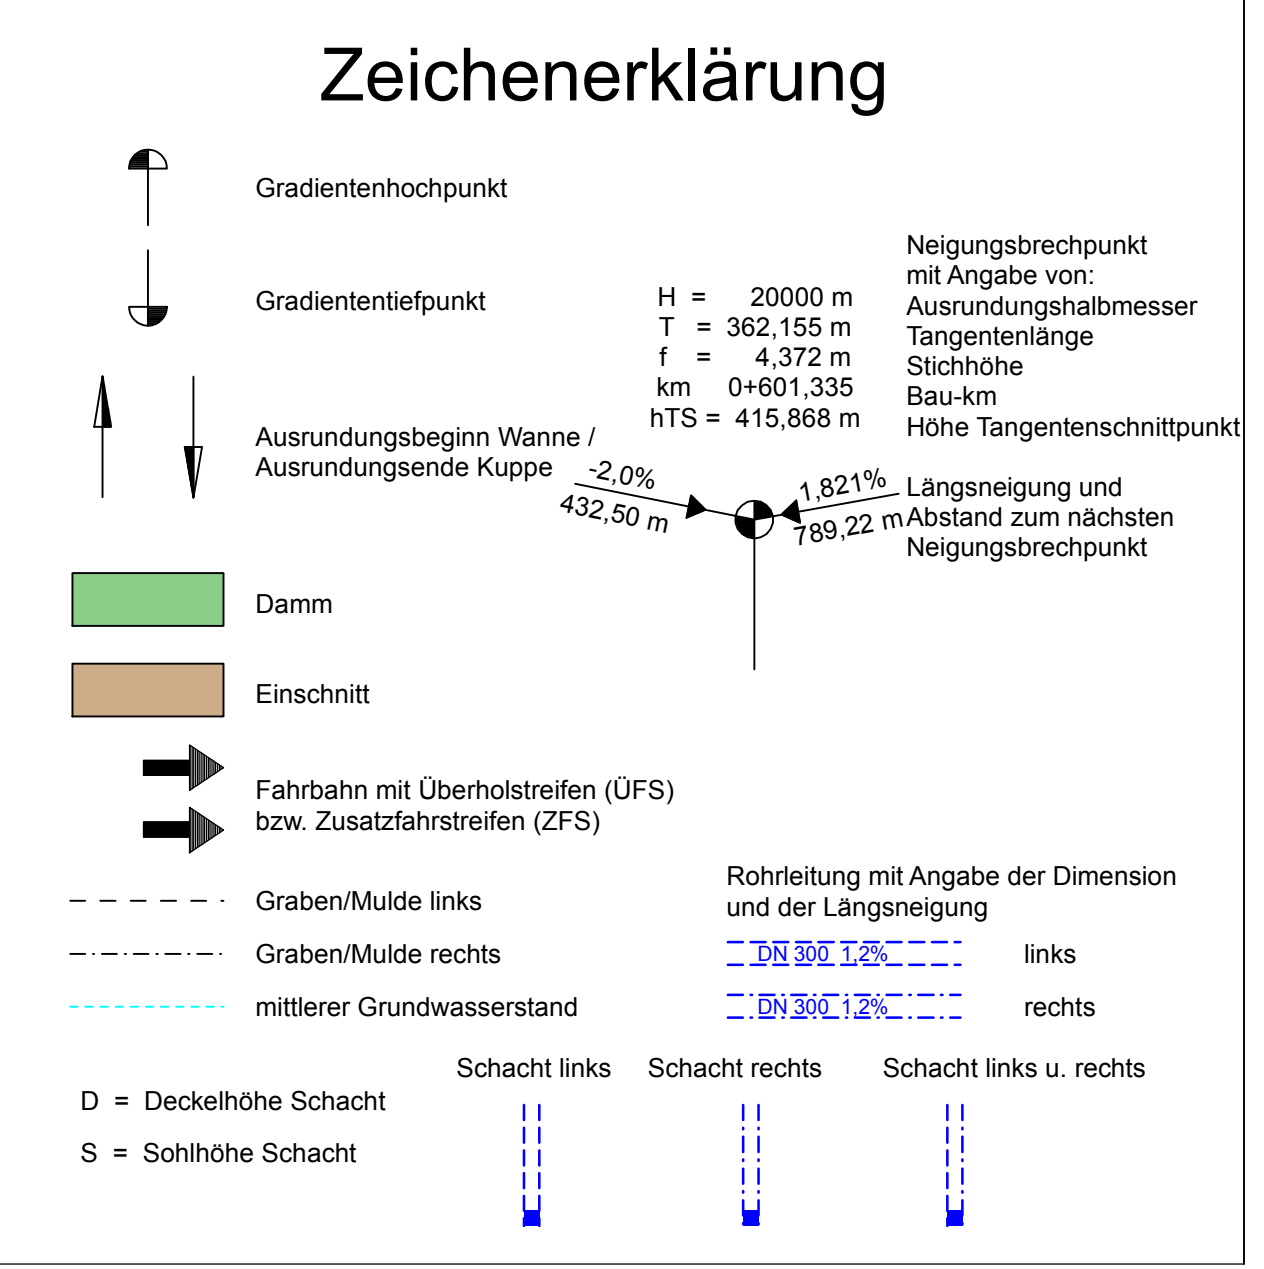 Zeichenerklärung
Gradientenhochpunkt
Gradiententiefpunkt
Ausrundungsbeginn Wanne /
Ausrundungsende Kuppe
H = 20000 m
T = 362,155 m
f = 4,372 m
km 0+601,335
hTS = 415,868 m
Neigungsbrechpunkt
mit Angabe von:
Ausrundungshalbmesser
Tangentenlänge
Stichhöhe
Bau-km
Höhe Tangentenschnittpunkt
-2,0%
432,50 m
1,821%
789,22 m
Längsneigung und
Abstand zum nächsten
Neigungsbrechpunkt
Damm
Einschnitt
Fahrbahn mit Überholstreifen (ÜFS)
bzw. Zusatzfahrstreifen (ZFS)
Graben/Mulde links
Graben/Mulde rechts
mittlerer Grundwasserstand
Rohrleitung mit Angabe der Dimension
und der Längsneigung
DN 300 1,2% links
DN 300 1,2% rechts
D = Deckelhöhe Schacht
S = Sohlhöhe Schacht
Schacht links
Schacht rechts
Schacht links u. rechts